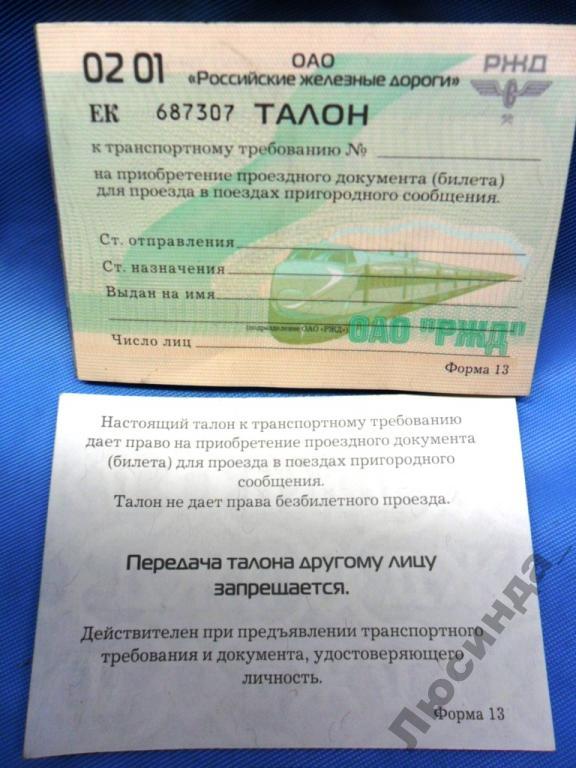 02 01
ОАО
«Российские железные дороги»
РЖД
ЕК 687307 ТАЛОН
к транспортному требованию №
на приобретение проездного документа (билета)
для проезда в поездах пригородного сообщения.
Ст. отправления
Ст. назначения
Выдан на имя
(подразделение ОАО «РЖД»)
ОАО "РЖД"
Число лиц
Форма 13
Настоящий талон к транспортному требованию
дает право на приобретение проездного документа
(билета) для проезда в поездах пригородного
сообщения.
Талон не дает права безбилетного проезда.
Передача талона другому лицу
запрещается.
Действителен при предъявлении транспортного
требования и документа, удостоверяющего
личность.
Форма 13
Люсинда